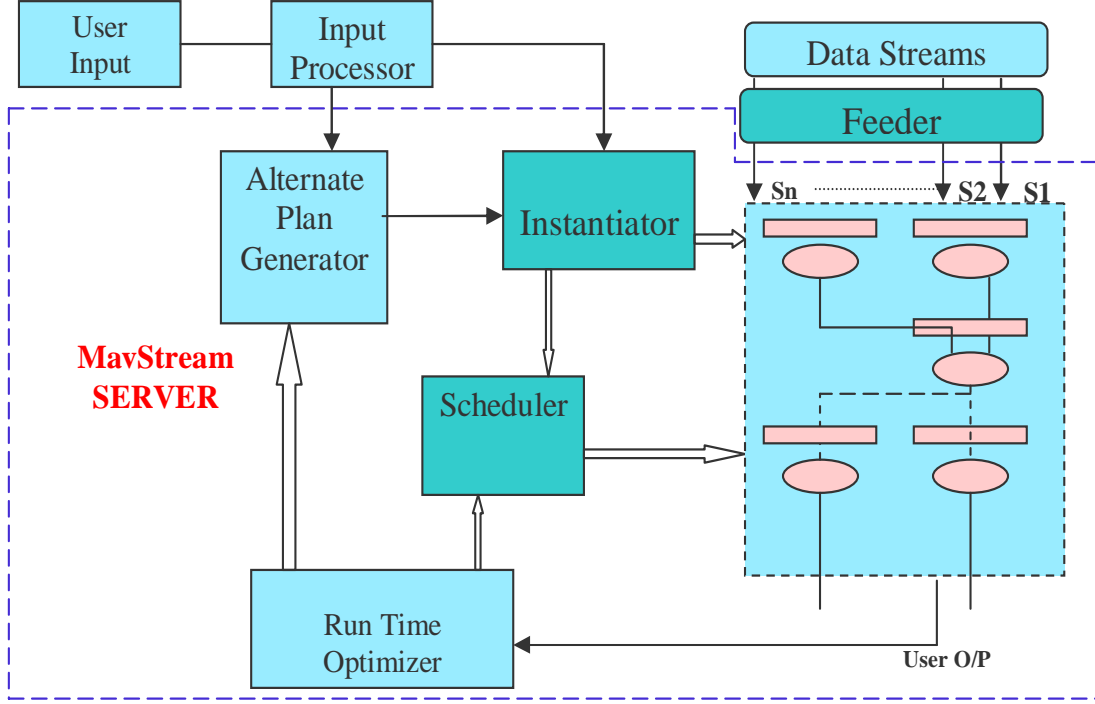 User
Input
Input
Processor
Data Streams
Feeder
Sn
S2
S1
Alternate
Plan
Generator
Instantiator
MavStream
SERVER
Scheduler
Run Time
Optimizer
User O/P